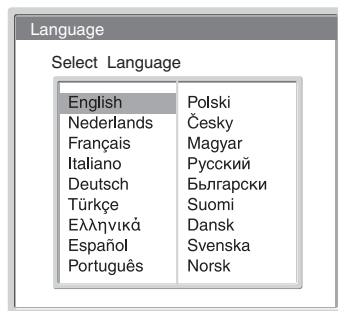 Language
Select Language
English
Nederlands
Français
Italiano
Deutsch
Türkçe
Ελληνικά
Español
Português
Polski
Česky
Magyar
Русский
Бьлгарски
Suomi
Dansk
Svenska
Norsk